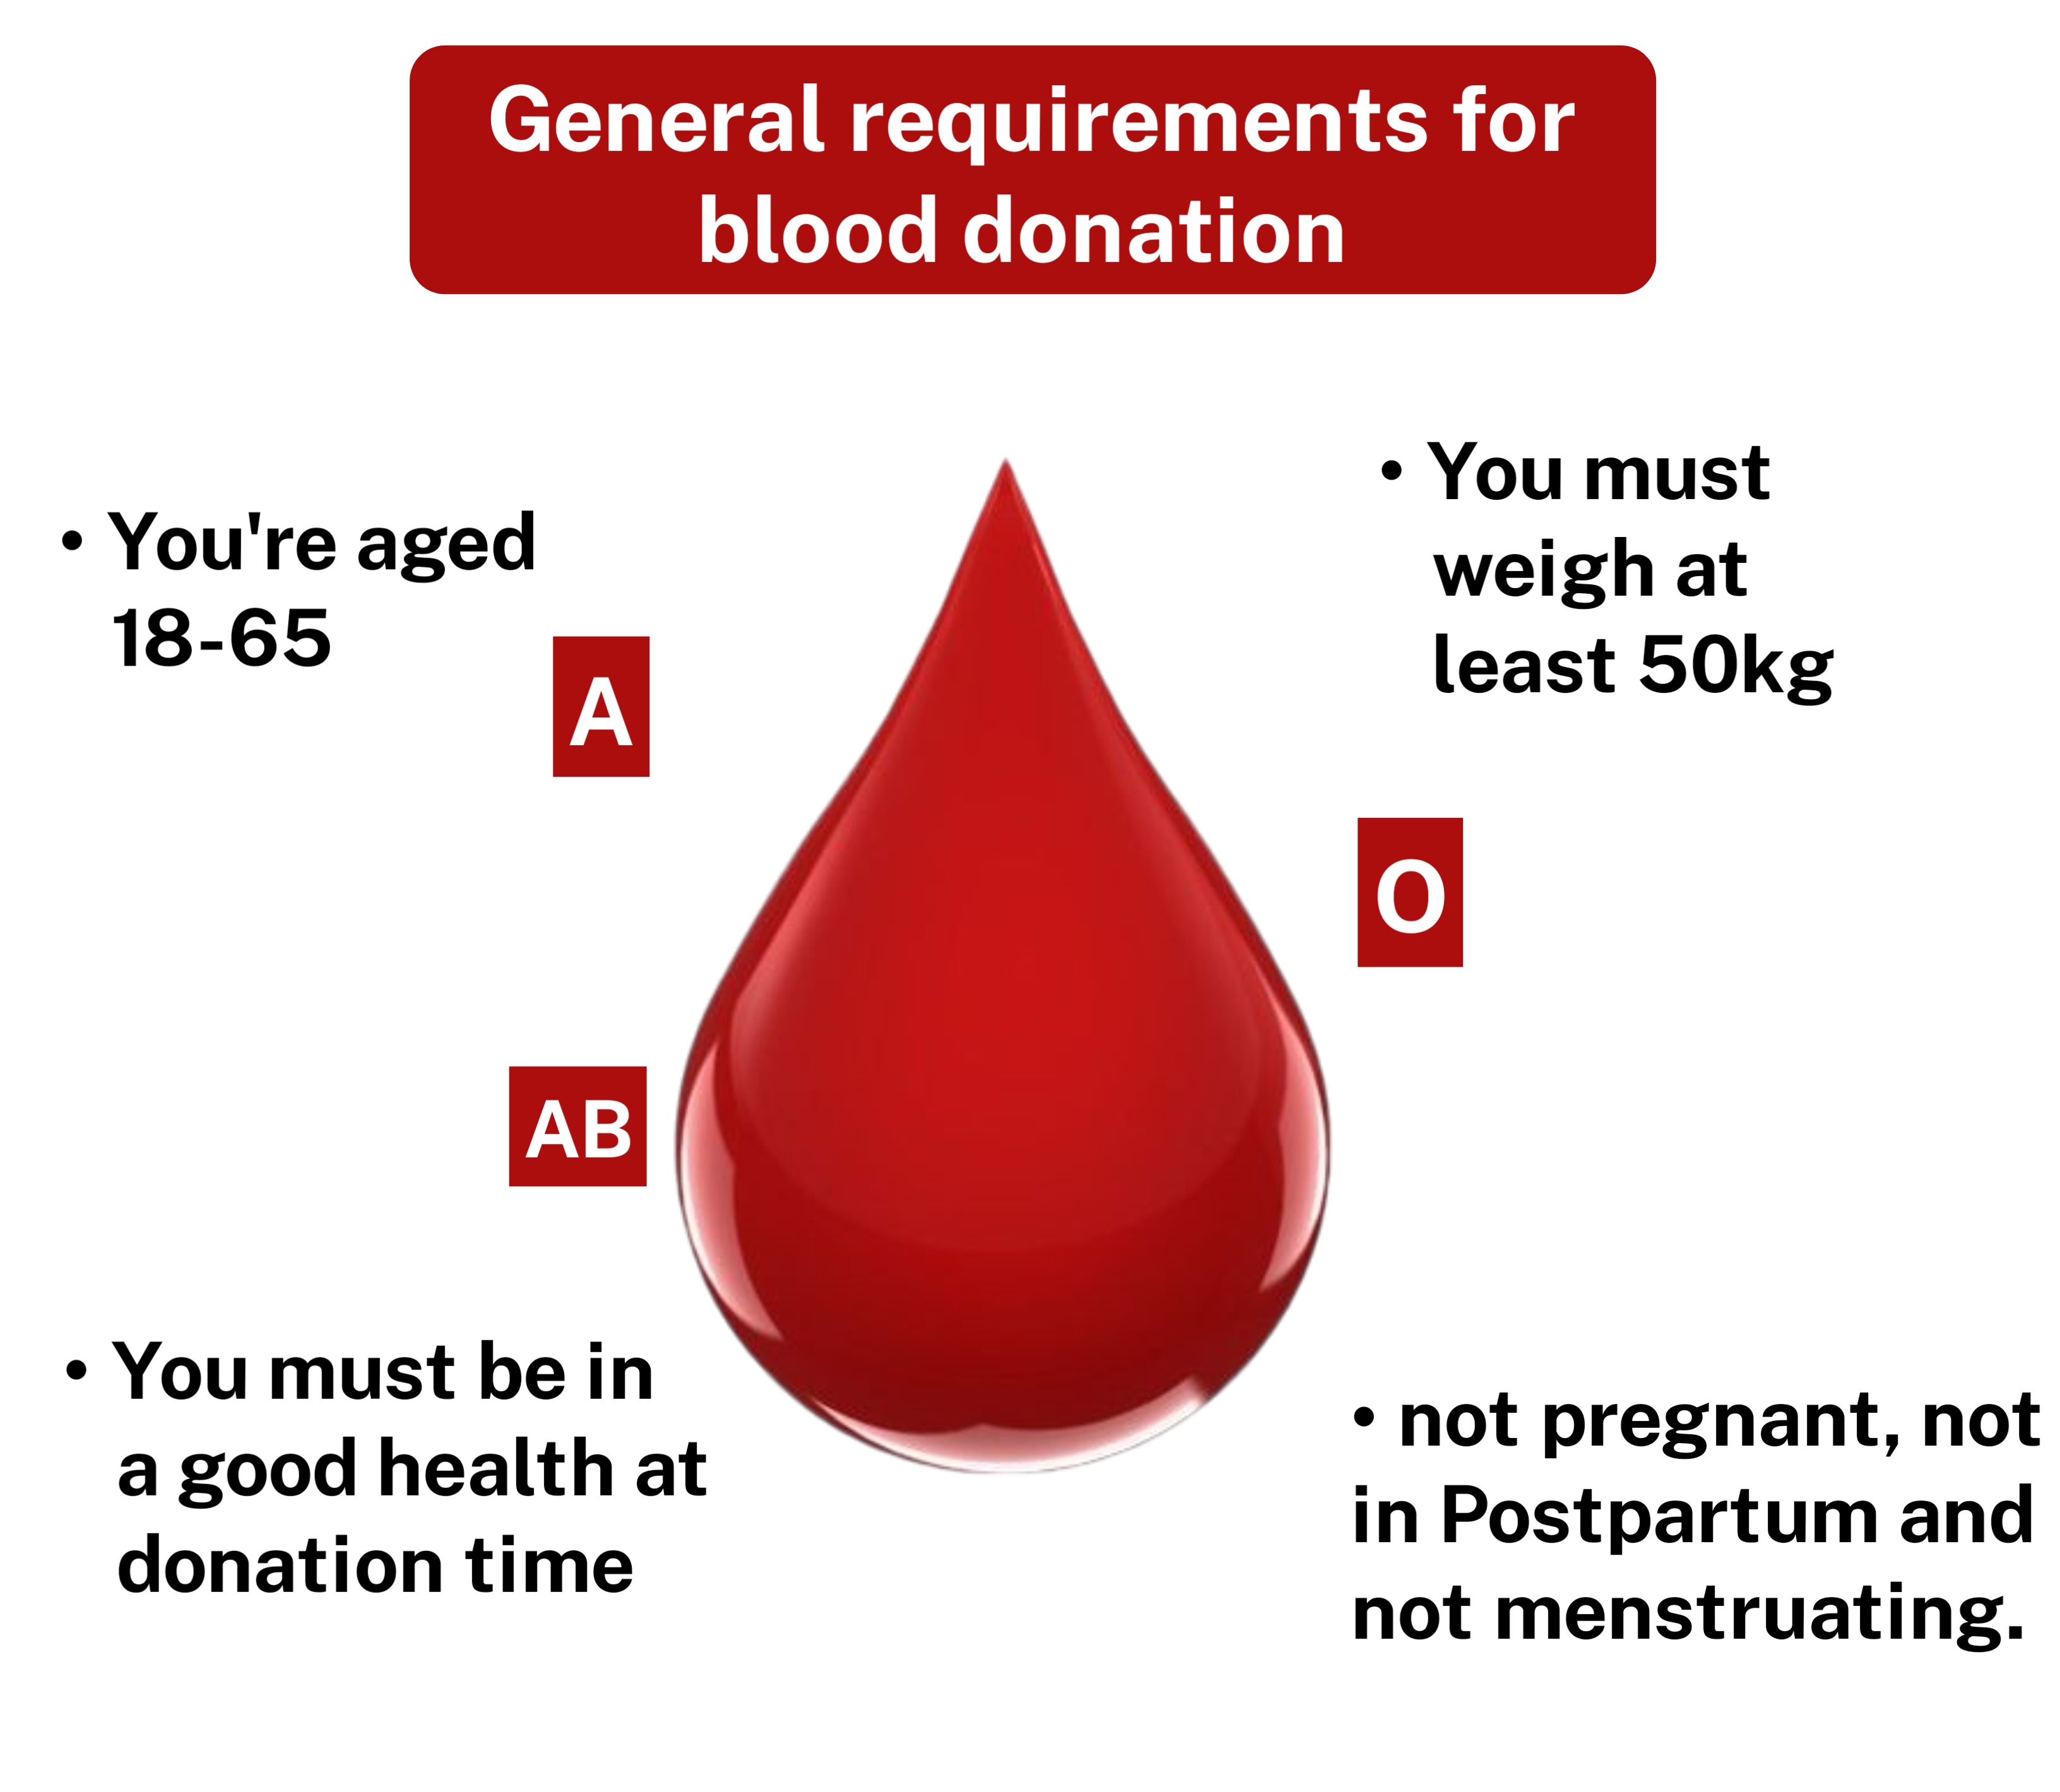 General requirements for
blood donation
• You're aged
18-65
• You must
weigh at
least 50kg
A
O
AB
• You must be in
a good health at
donation time
• not pregnant, not
in Postpartum and
not menstruating.